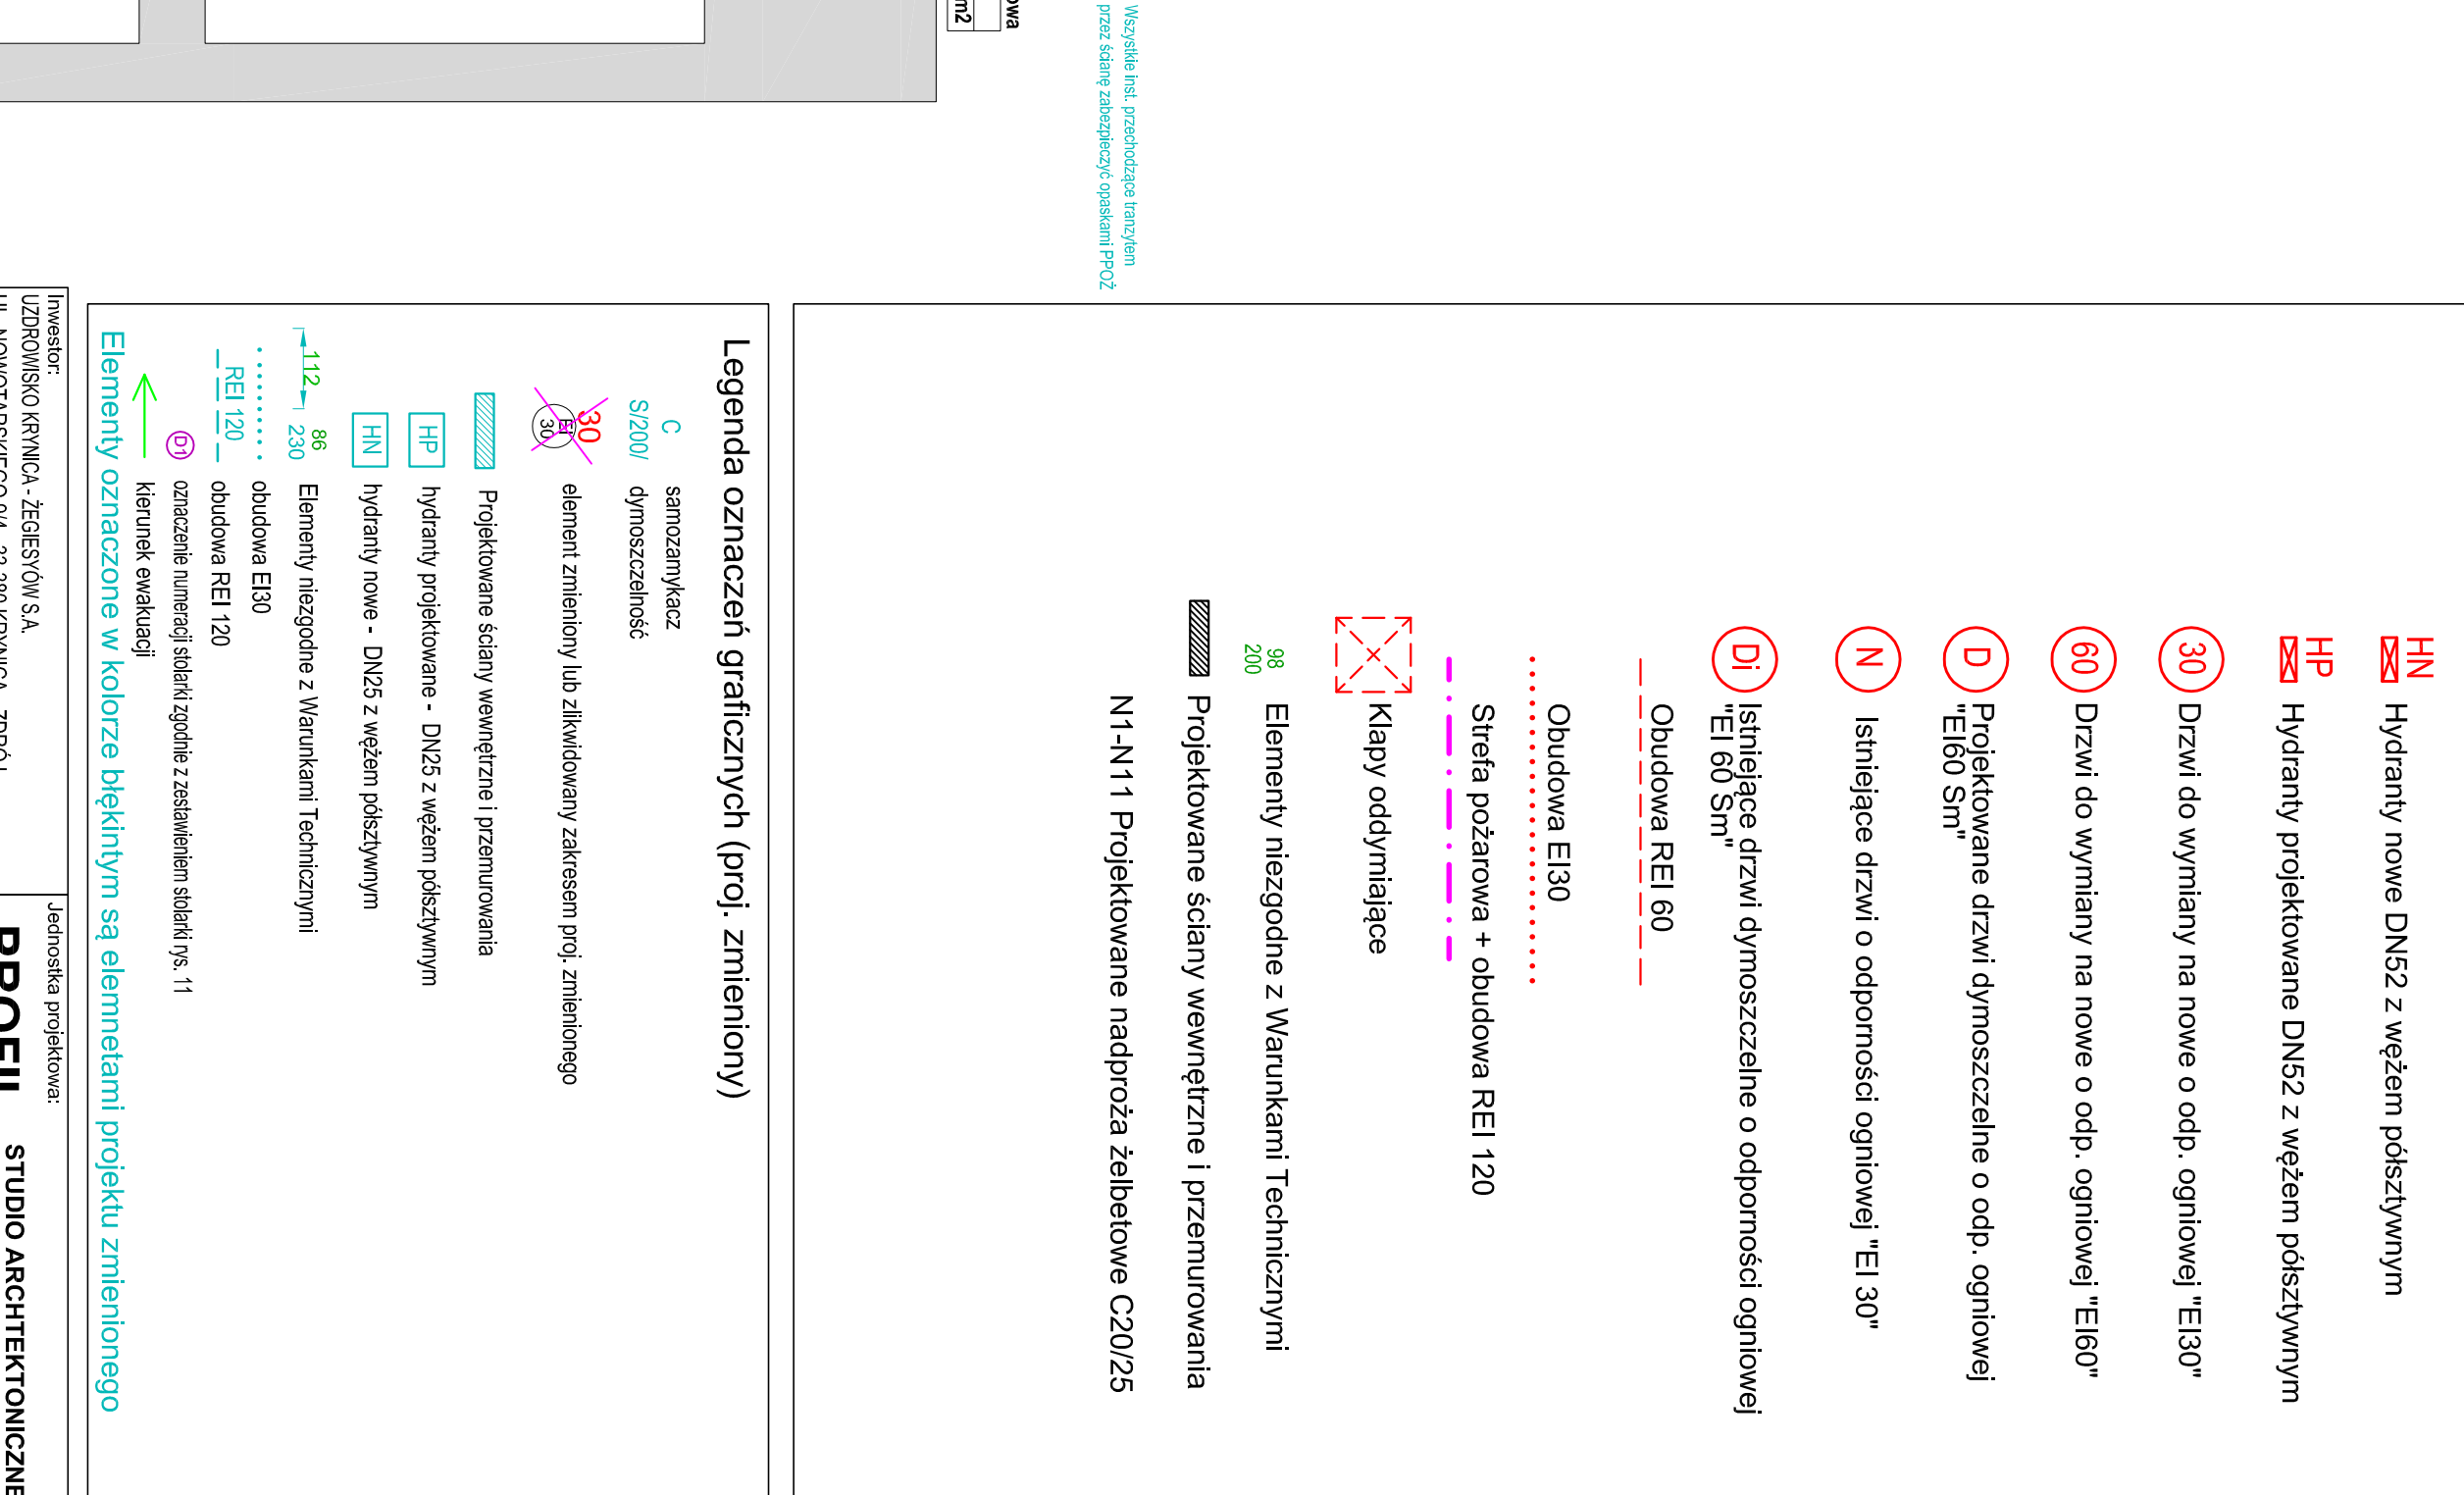 HN
Hydranty nowe DN52 z wężem półsztywnym
HP
Hydranty projektowane DN52 z wężem półsztywnym
30
Drzwi do wymiany na nowe o odp. ogniowej "EI30"
60
Drzwi do wymiany na nowe o odp. ogniowej "EI60"
D
Projektowane drzwi dymoszczelne o odp. ogniowej
"EI60 Sm"
N
Istniejące drzwi o odporności ogniowej "EI 30"
Di
Istniejące drzwi dymoszczelne o odporności ogniowej
"EI 60 Sm"
Obudowa REI 60
Obudowa EI30
Strefa pożarowa + obudowa REI 120
Klapy oddymiające
98
200
Elementy niezgodne z Warunkami Technicznymi
Projektowane ściany wewnętrzne i przemurowania
N1-N11 Projektowane nadproża żelbetowe C20/25
Wszystkie inst. przechodzące tranzytem
przez ścianę zabezpieczyć opaskami PPOŻ
owa
m2
Legenda oznaczeń graficznych (proj. zmieniony)
C
samozamykacz
S/200/
dymoszczelność
30
EI
30
element zmieniony lub zlikwidowany zakresem proj. zmienionego
Projektowane ściany wewnętrzne i przemurowania
HP
hydranty projektowane - DN25 z wężem półsztywnym
HN
hydranty nowe - DN25 z wężem półsztywnym
112
86
230
Elementy niezgodne z Warunkami Technicznymi
obudowa EI30
REI 120
obudowa REI 120
D1
oznaczenie numeracji stolarki zgodnie z zestawieniem stolarki rys. 11
kierunek ewakuacji
Elementy oznaczone w kolorze błękintym są elemnetami projektu zmienionego
Inwestor:
UZDROWISKO KRYNICA - ŻEGIESYÓW S.A.
Jednostka projektowa:
PROFIL
STUDIO ARCHTEKTONICZNE